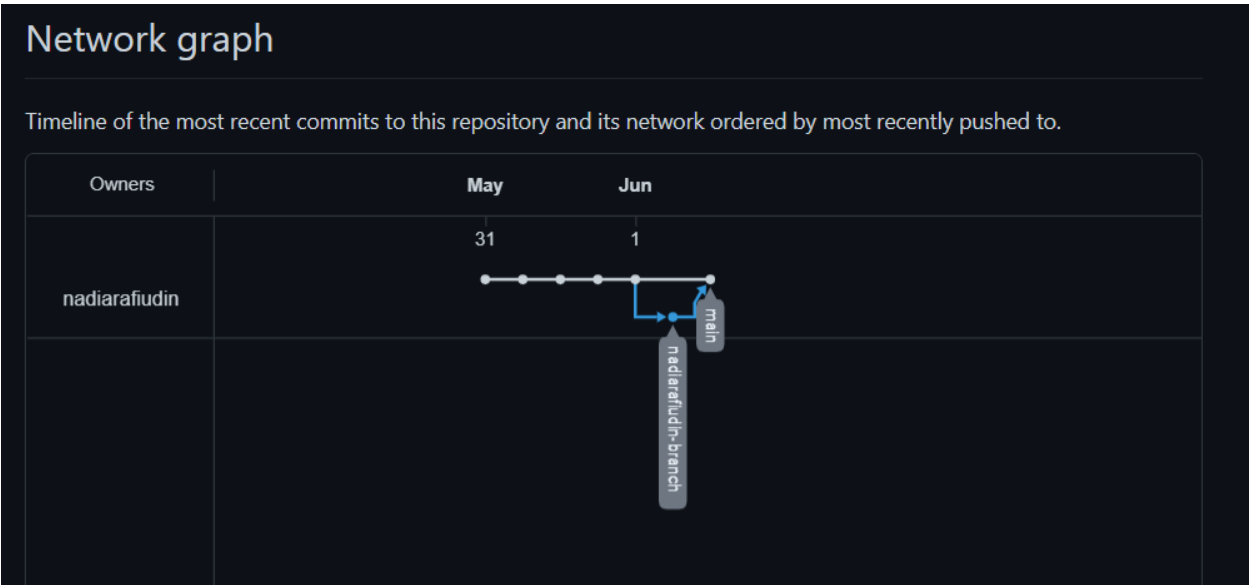 Network graph
Timeline of the most recent commits to this repository and its network ordered by most recently pushed to.
Owners
May
Jun
31
1
nadiarafiudin
main
nadiarafiudin-branch